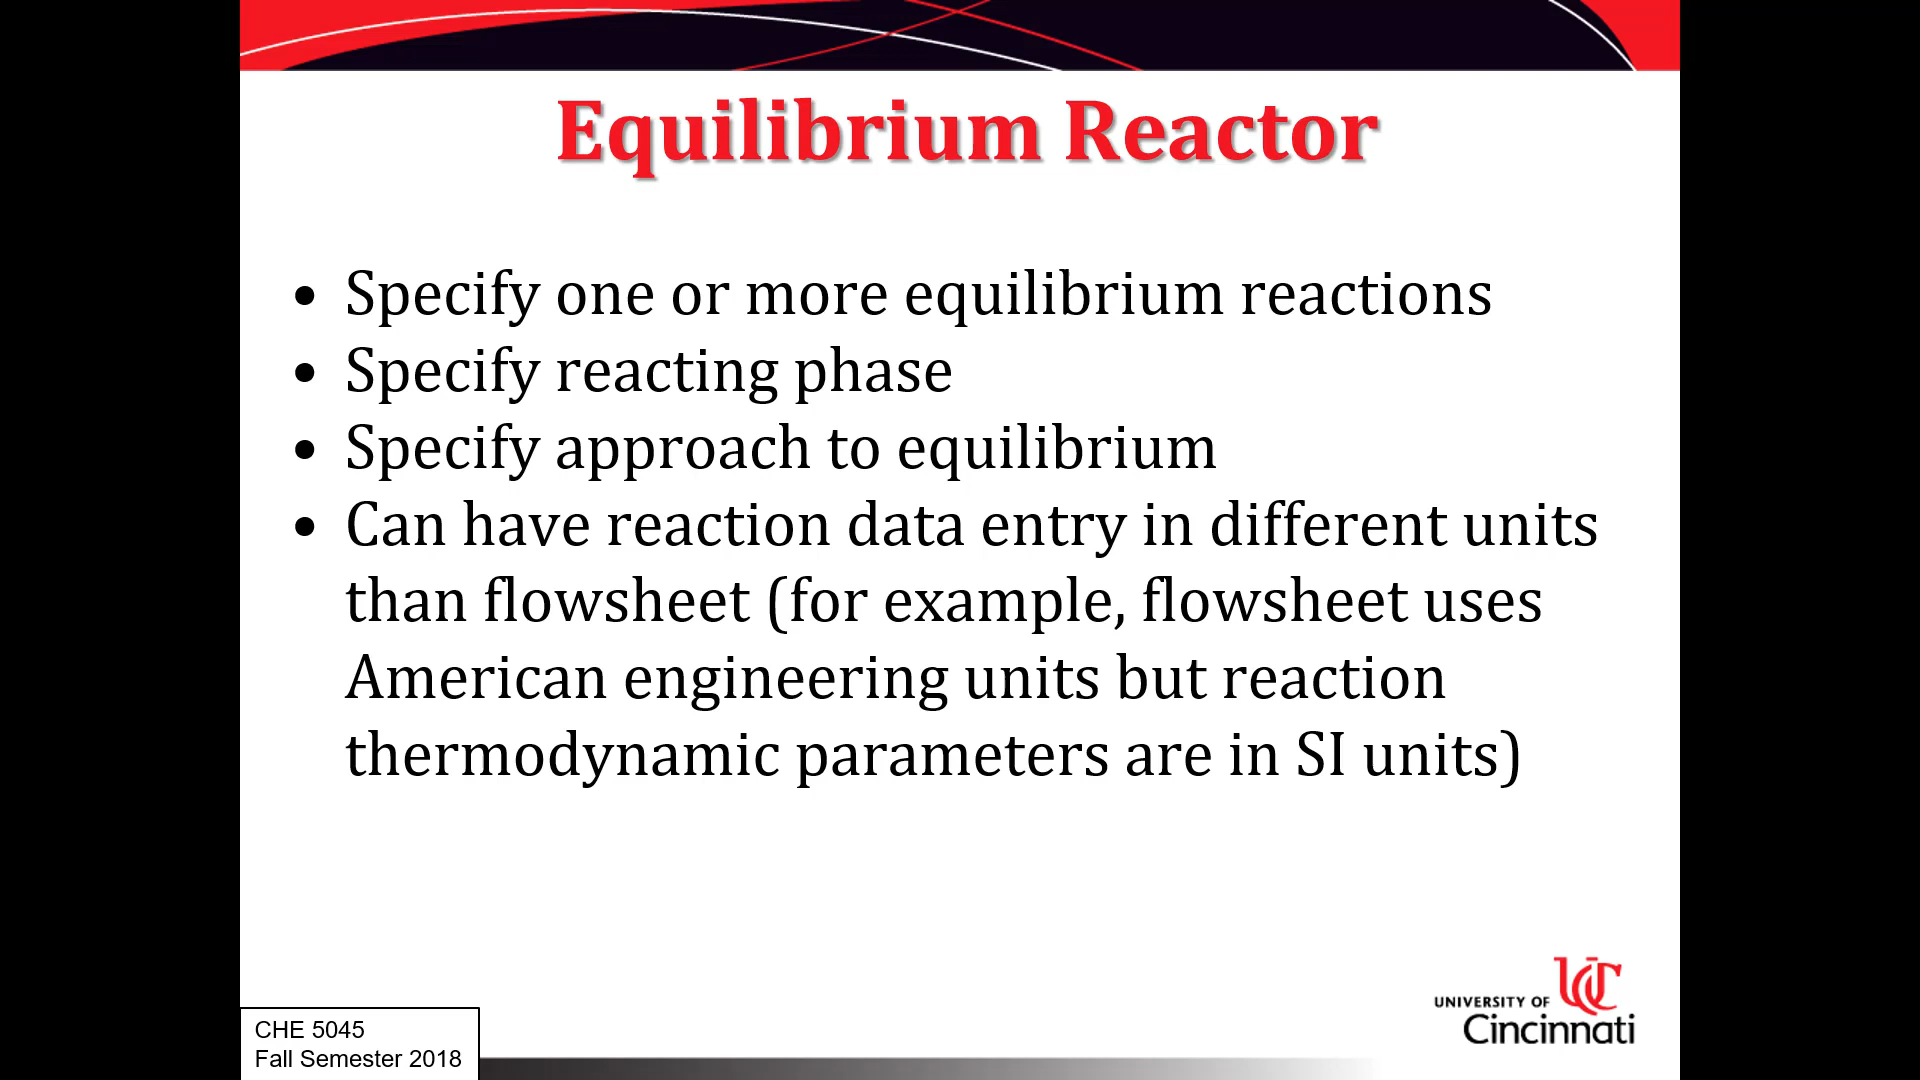 Equilibrium Reactor
• Specify one or more equilibrium reactions
• Specify reacting phase
• Specify approach to equilibrium
• Can have reaction data entry in different units
than flowsheet (for example, flowsheet uses
American engineering units but reaction
thermodynamic parameters are in SI units)
CHE 5045
Fall Semester 2018
UC
UNIVERSITY OF
Cincinnati